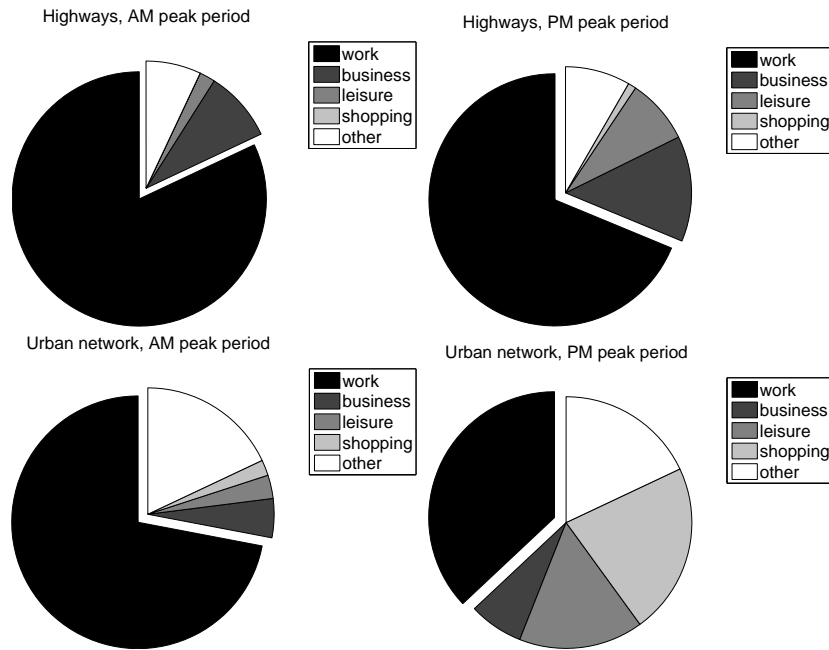 Highways, AM peak period
work
business
leisure
shopping
other
Highways, PM peak period
work
business
leisure
shopping
other
Urban network, AM peak period
work
business
leisure
shopping
other
Urban network, PM peak period
work
business
leisure
shopping
other